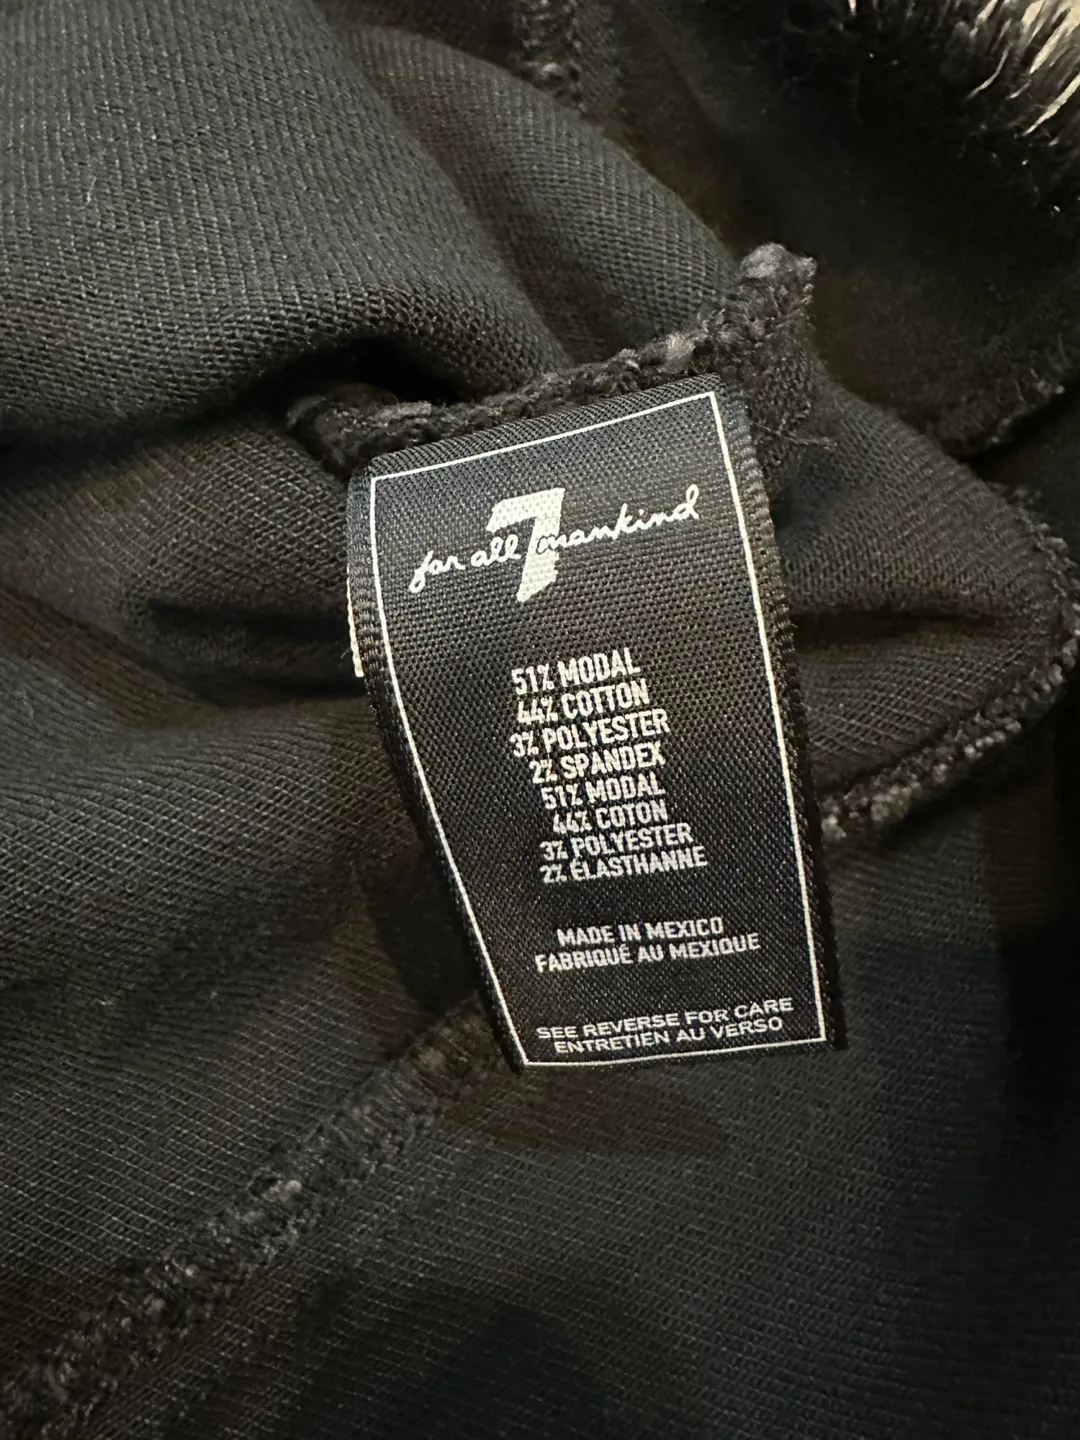 for all 7 mankind
51% MODAL
44% COTTON
3% POLYESTER
2% SPANDEX
51% MODAL
44% COTON
3% POLYESTER
2% ÉLASTHANNE
MADE IN MEXICO
FABRIQUÉ AU MEXIQUE
SEE REVERSE FOR CARE
ENTRETIEN AU VERSO